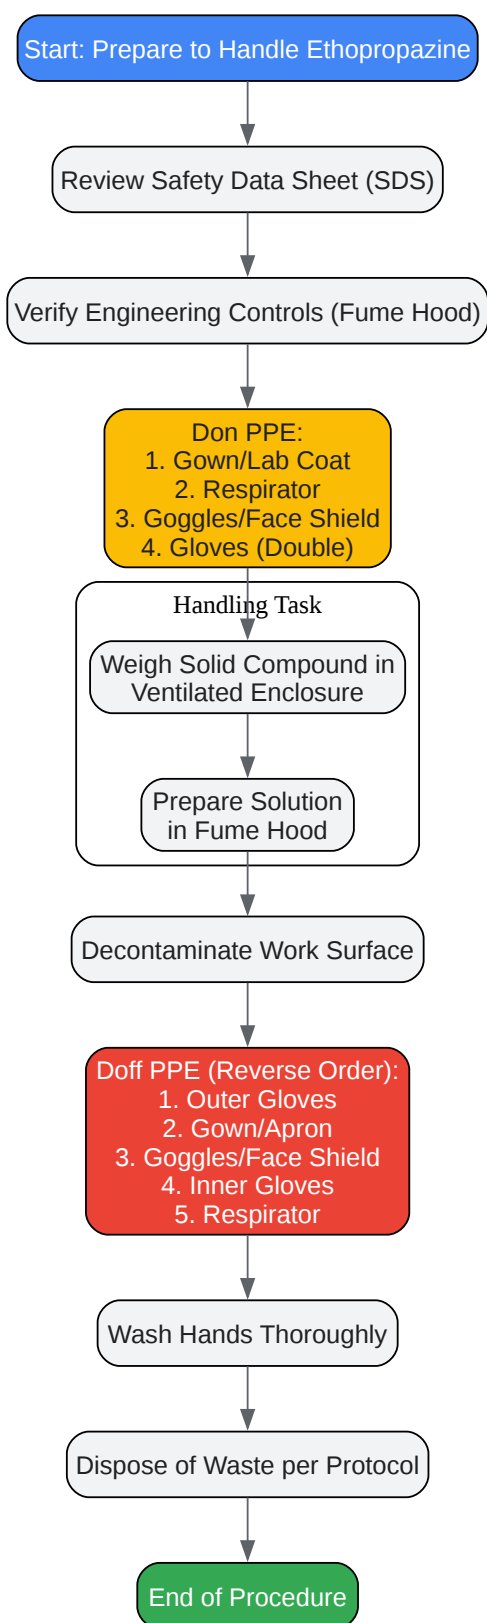 Start: Prepare to Handle Ethopropazine
Review Safety Data Sheet (SDS)
Verify Engineering Controls (Fume Hood)
Don PPE:
1. Gown/Lab Coat
2. Respirator
3. Goggles/Face Shield
4. Gloves (Double)
Handling Task
Weigh Solid Compound in
Ventilated Enclosure
Prepare Solution
in Fume Hood
Decontaminate Work Surface
Doff PPE (Reverse Order):
1. Outer Gloves
2. Gown/Apron
3. Goggles/Face Shield
4. Inner Gloves
5. Respirator
Wash Hands Thoroughly
Dispose of Waste per Protocol
End of Procedure